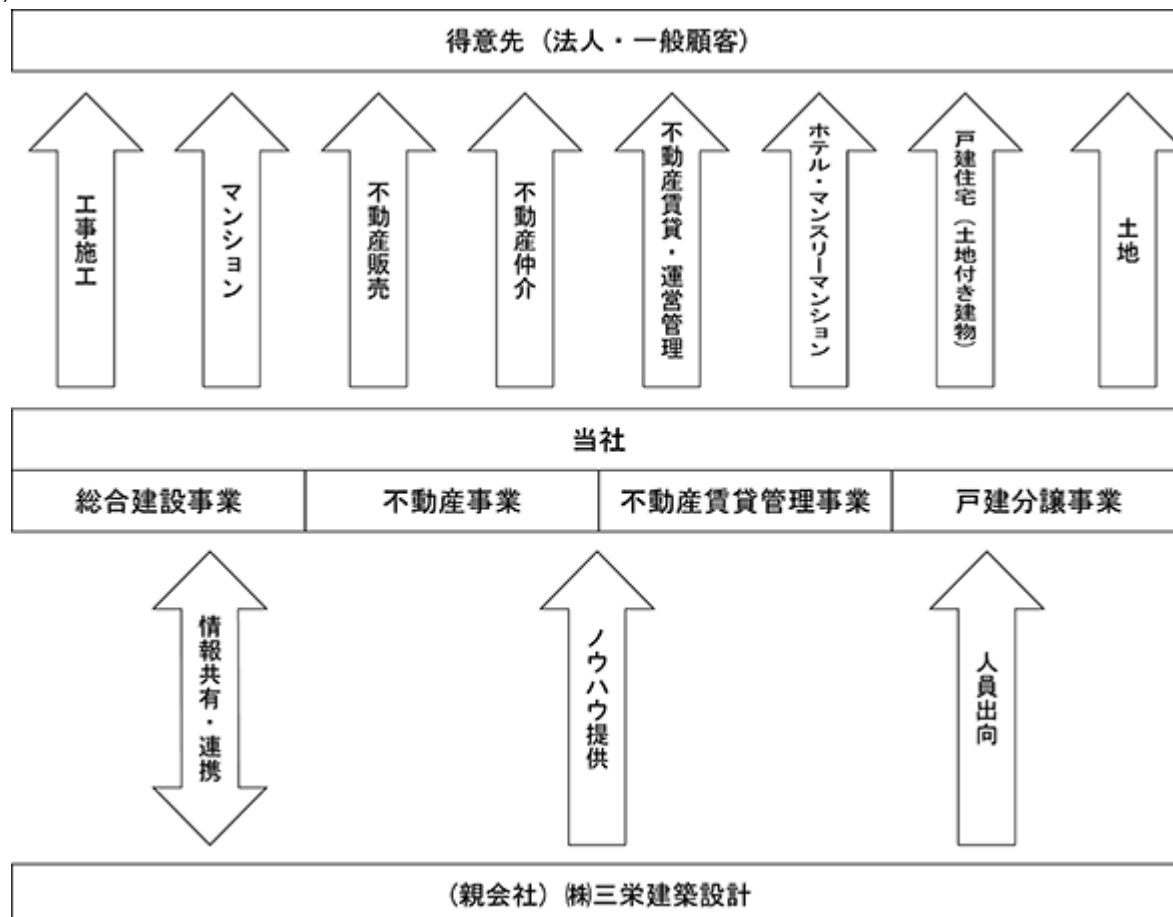 得意先（法人・一般顧客）
工事施工
マンション
不動産販売
不動産仲介
不動産賃貸・運営管理
ホテル・マンスリーマンション
戸建住宅（土地付き建物）
土地
当社
総合建設事業
不動産事業
不動産賃貸管理事業
戸建分譲事業
情報共有・連携
ノウハウ提供
人員出向
（親会社）㈱三栄建築設計